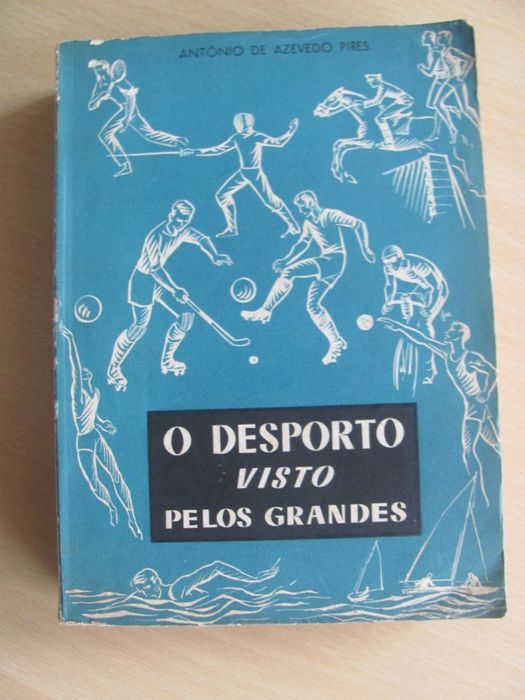 ANTÓNIO DE AZEVEDO PIRES
O DESPORTO
VISTO
PELOS GRANDES